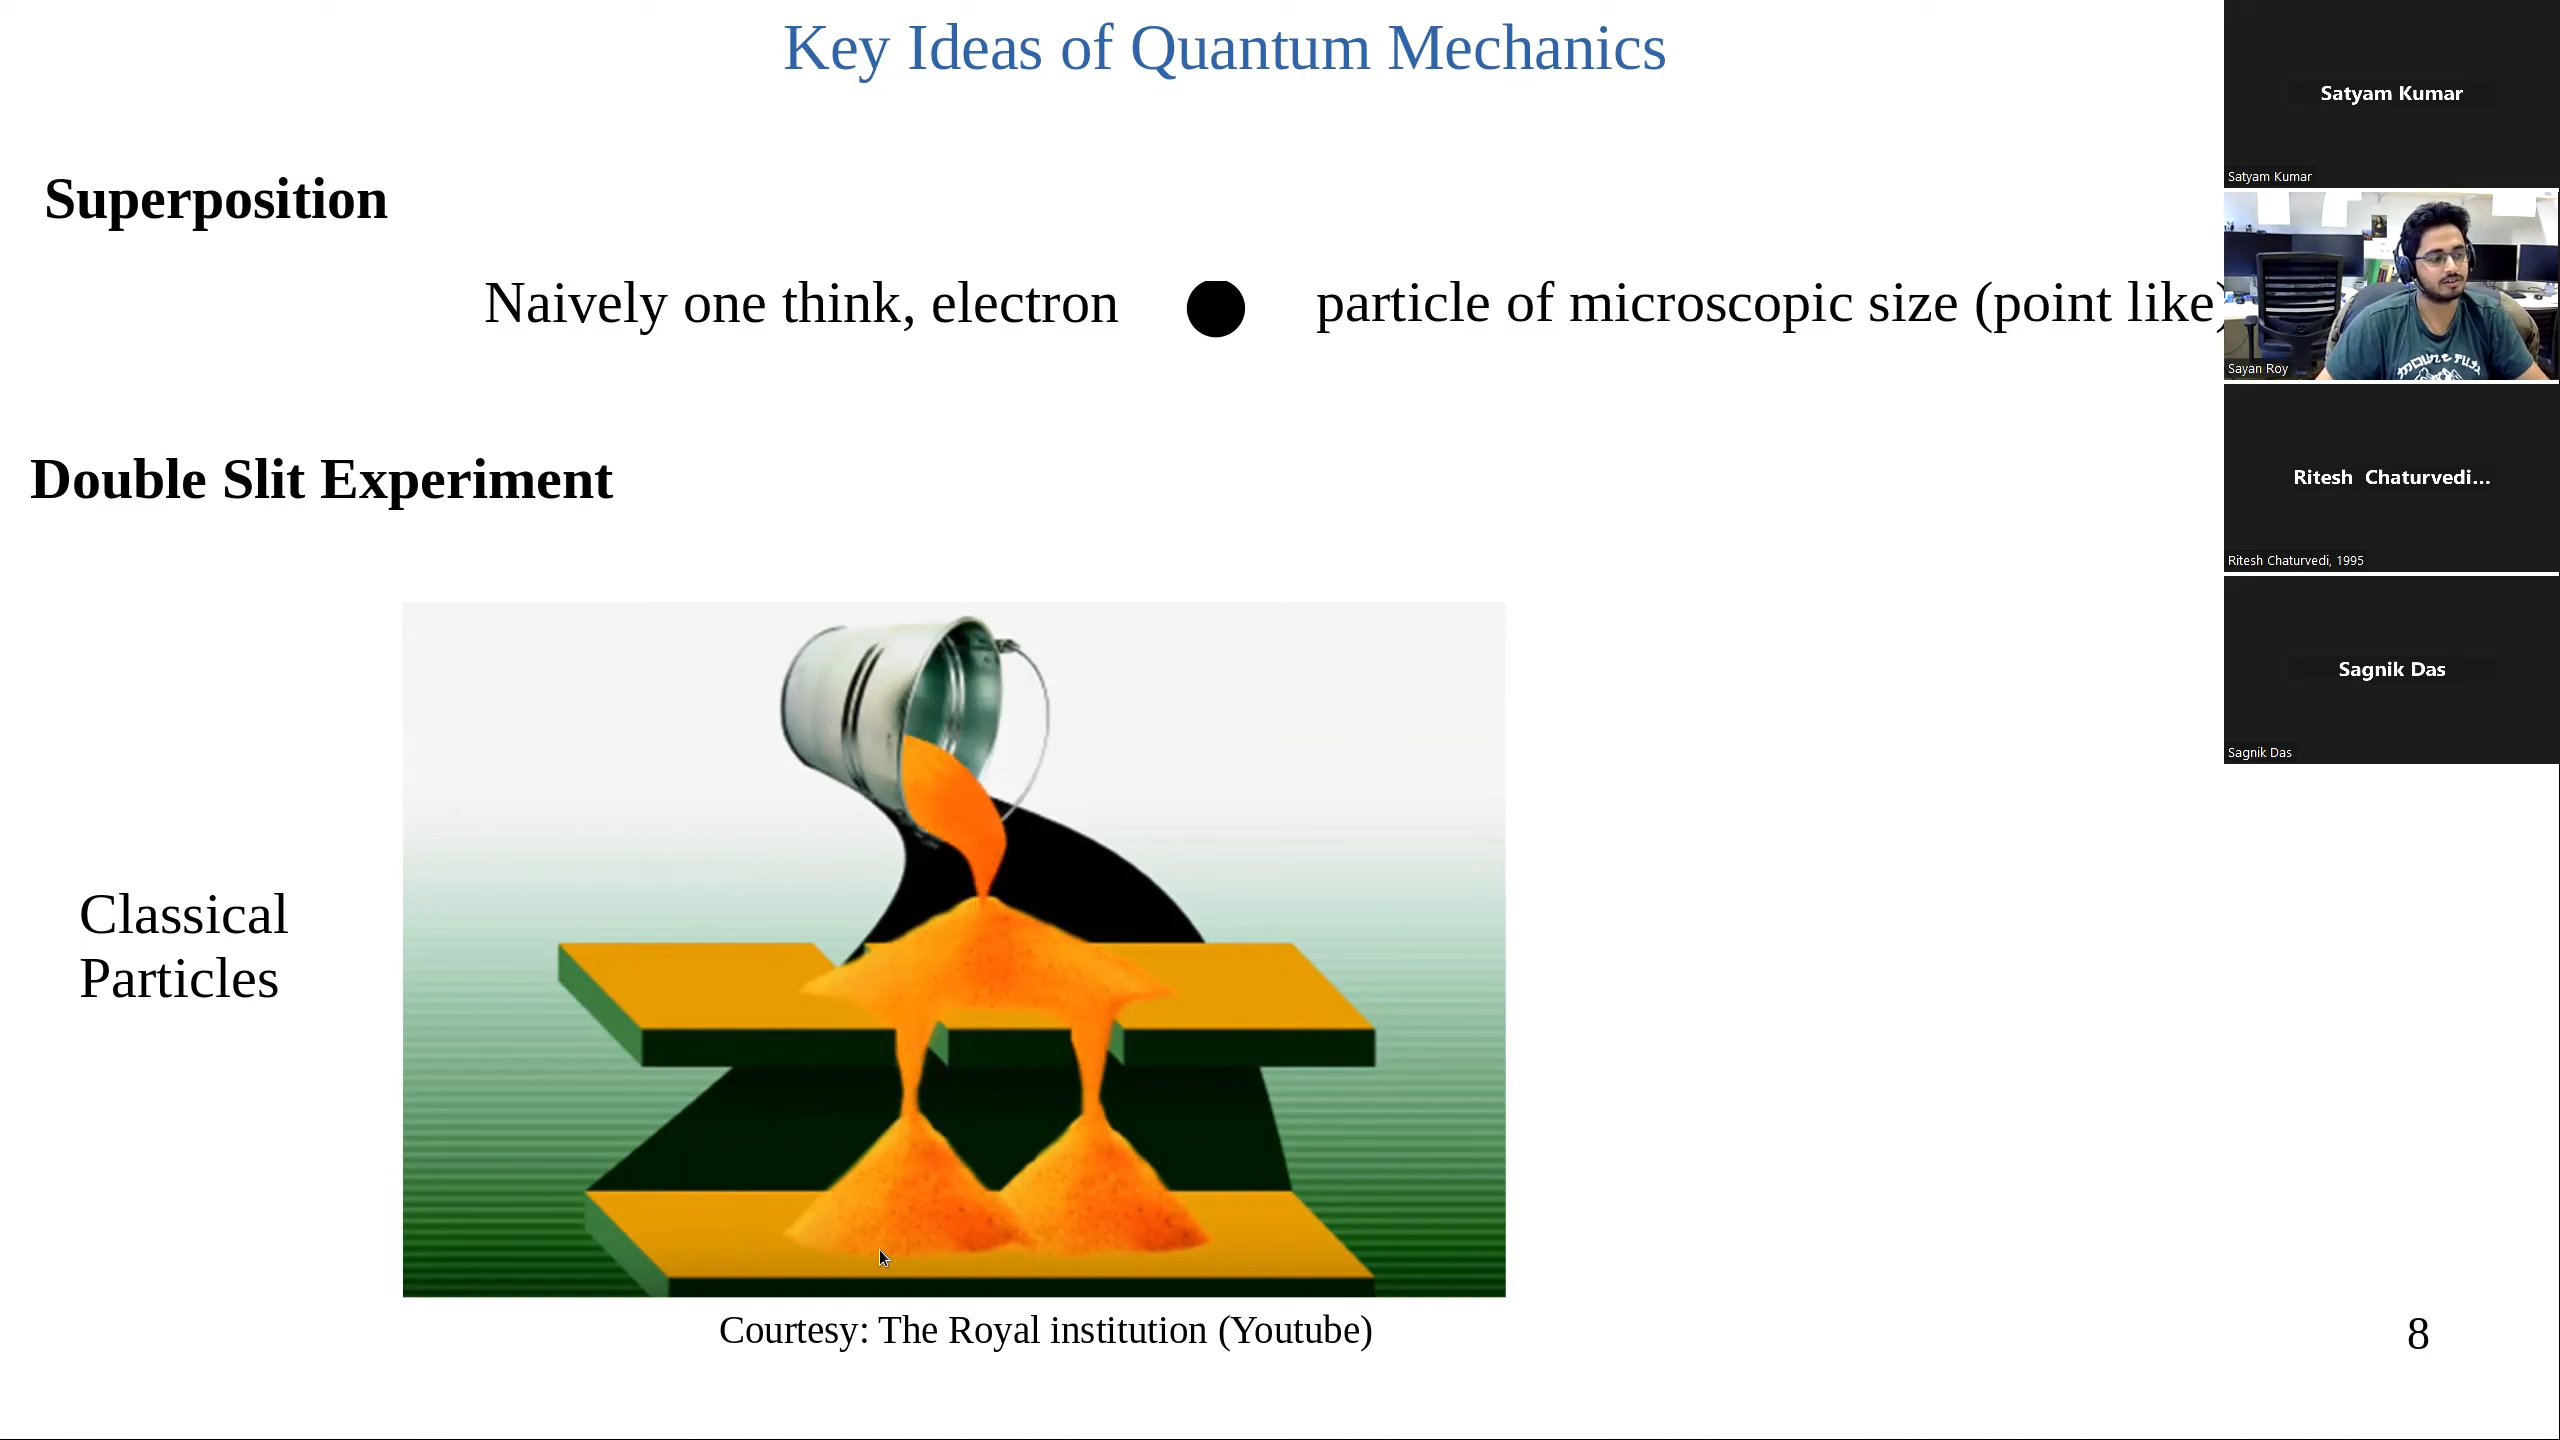 Key Ideas of Quantum Mechanics
Superposition
Naively one think, electron particle of microscopic size (point like)
Double Slit Experiment
Classical
Particles
Courtesy: The Royal institution (Youtube)
8
Satyam Kumar
Satyam Kumar
Sayan Roy
Ritesh Chaturvedi...
Ritesh Chaturvedi, 1995
Sagnik Das
Sagnik Das